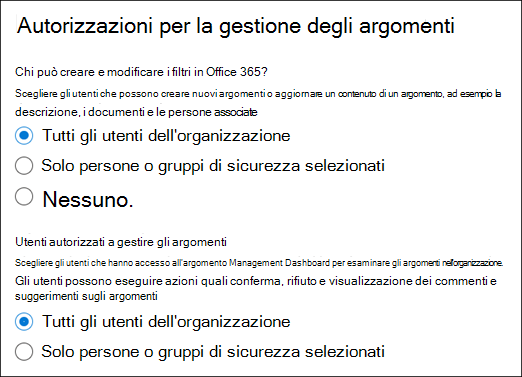 Autorizzazioni per la gestione degli argomenti
Chi può creare e modificare i filtri in Office 365?
Scegliere gli utenti che possono creare nuovi argomenti o aggiornare un contenuto di un argomento, ad esempio la
descrizione, i documenti e le persone associate
Tutti gli utenti dell'organizzazione
Solo persone o gruppi di sicurezza selezionati
Nessuno.
Utenti autorizzati a gestire gli argomenti
Scegliere gli utenti che hanno accesso all'argomento Management Dashboard per esaminare gli argomenti nell'organizzazione.
Gli utenti possono eseguire azioni quali conferma, rifiuto e visualizzazione dei commenti e
suggerimenti sugli argomenti
Tutti gli utenti dell'organizzazione
Solo persone o gruppi di sicurezza selezionati